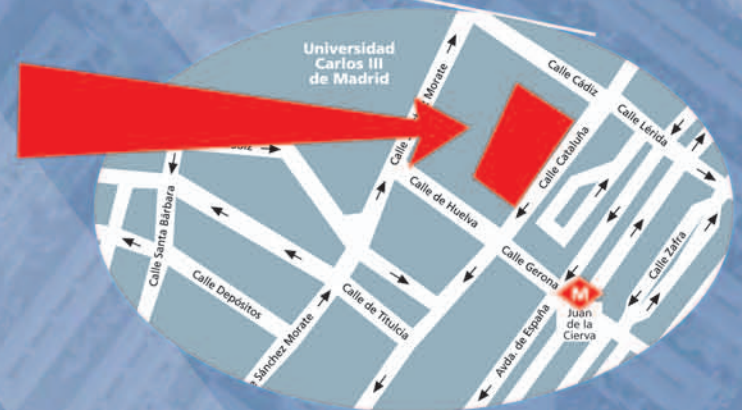 Universidad
Carlos III
de Madrid
Calle Cádiz
Calle Lérida
Morate
Calle
Calle Cataluña
Calle de Huelva
Calle Santa Bárbara
Calle Gerona
Calle Zafra
M
Juan
de la
Cierva
Calle Depósitos
Calle de Titulcia
Avda. de España
Sánchez Morate